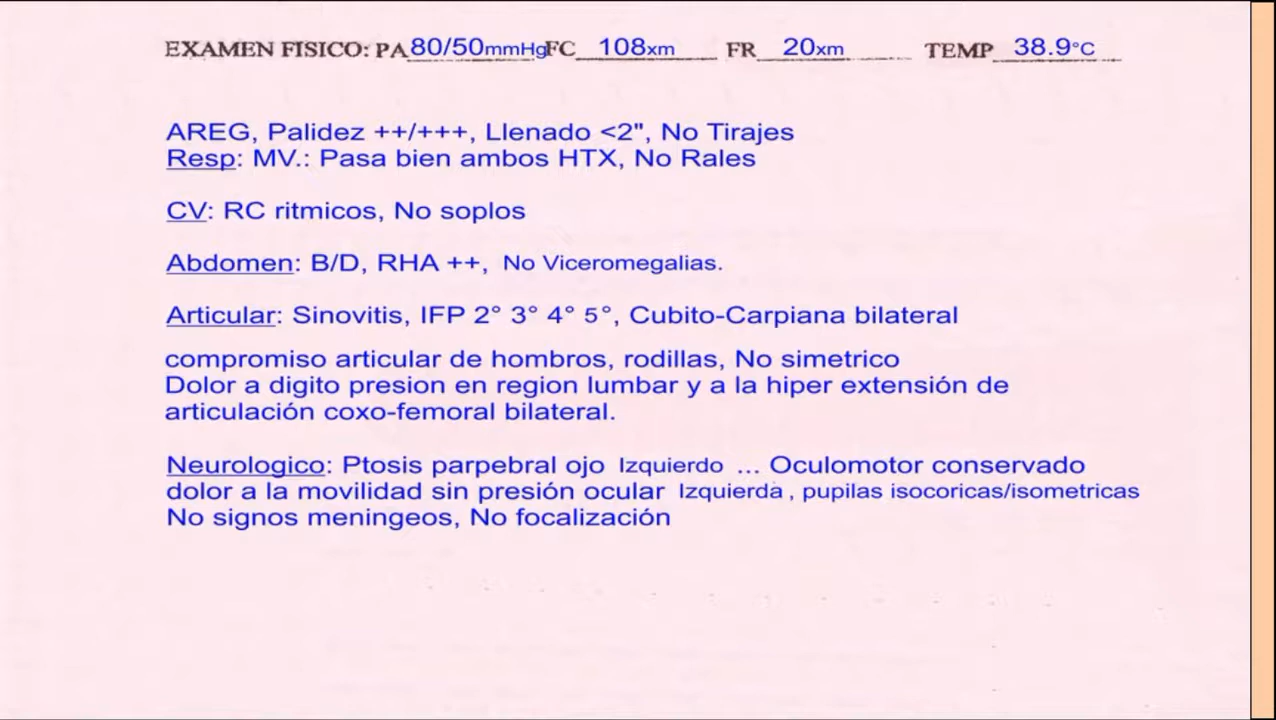 EXAMEN FISICO: PA 80/50mmHg FC 108xm FR 20xm TEMP 38.9°C
AREG, Palidez ++/+++, Llenado <2", No Tirajes
Resp: MV.: Pasa bien ambos HTX, No Rales
CV: RC ritmicos, No soplos
Abdomen: B/D, RHA ++, No Viceromegalias.
Articular: Sinovitis, IFP 2° 3° 4° 5°, Cubito-Carpiana bilateral
compromiso articular de hombros, rodillas, No simetrico
Dolor a digito presion en region lumbar y a la hiper extensión de
articulación coxo-femoral bilateral.
Neurologico: Ptosis parpebral ojo Izquierdo ... Oculomotor conservado
dolor a la movilidad sin presión ocular Izquierda , pupilas isocoricas/isometricas
No signos meningeos, No focalización